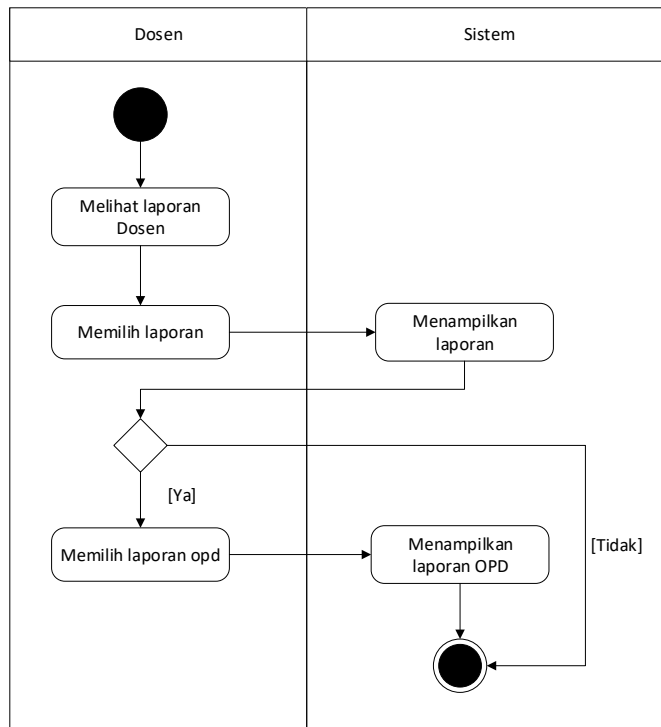 Dosen
Sistem
Melihat laporan
Dosen
Memilih laporan
Menampilkan
laporan
[Ya]
Memilih laporan opd
Menampilkan
laporan OPD
[Tidak]